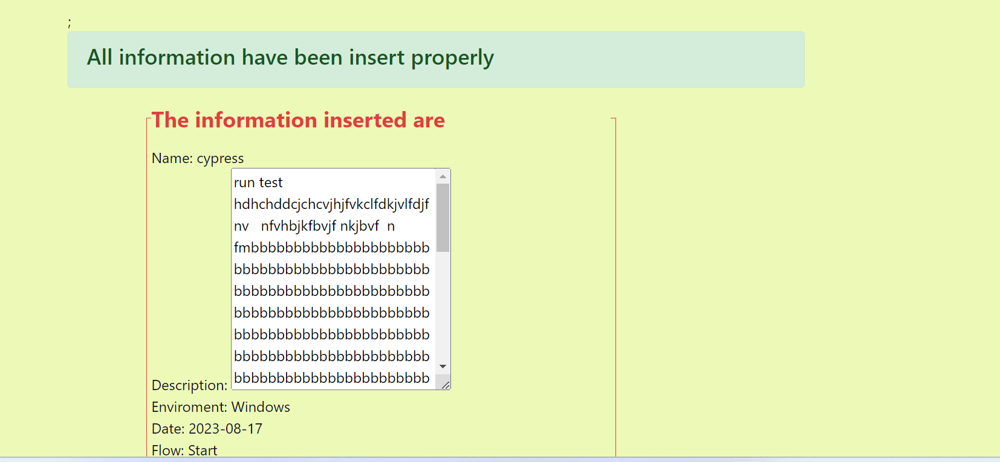 ;
All information have been insert properly
The information inserted are
Name: cypress
run test
hdhchddcjchcvjhjfvkclfdkjvlfdjf
nv   nfvhbjkfbvjf nkjbvf  n
fmbbbbbbbbbbbbbbbbbbbbb
bbbbbbbbbbbbbbbbbbbbbbb
bbbbbbbbbbbbbbbbbbbbbbb
bbbbbbbbbbbbbbbbbbbbbbb
bbbbbbbbbbbbbbbbbbbbbbb
bbbbbbbbbbbbbbbbbbbbbbb
bbbbbbbbbbbbbbbbbbbbbbb
Description:
Enviroment: Windows
Date: 2023-08-17
Flow: Start